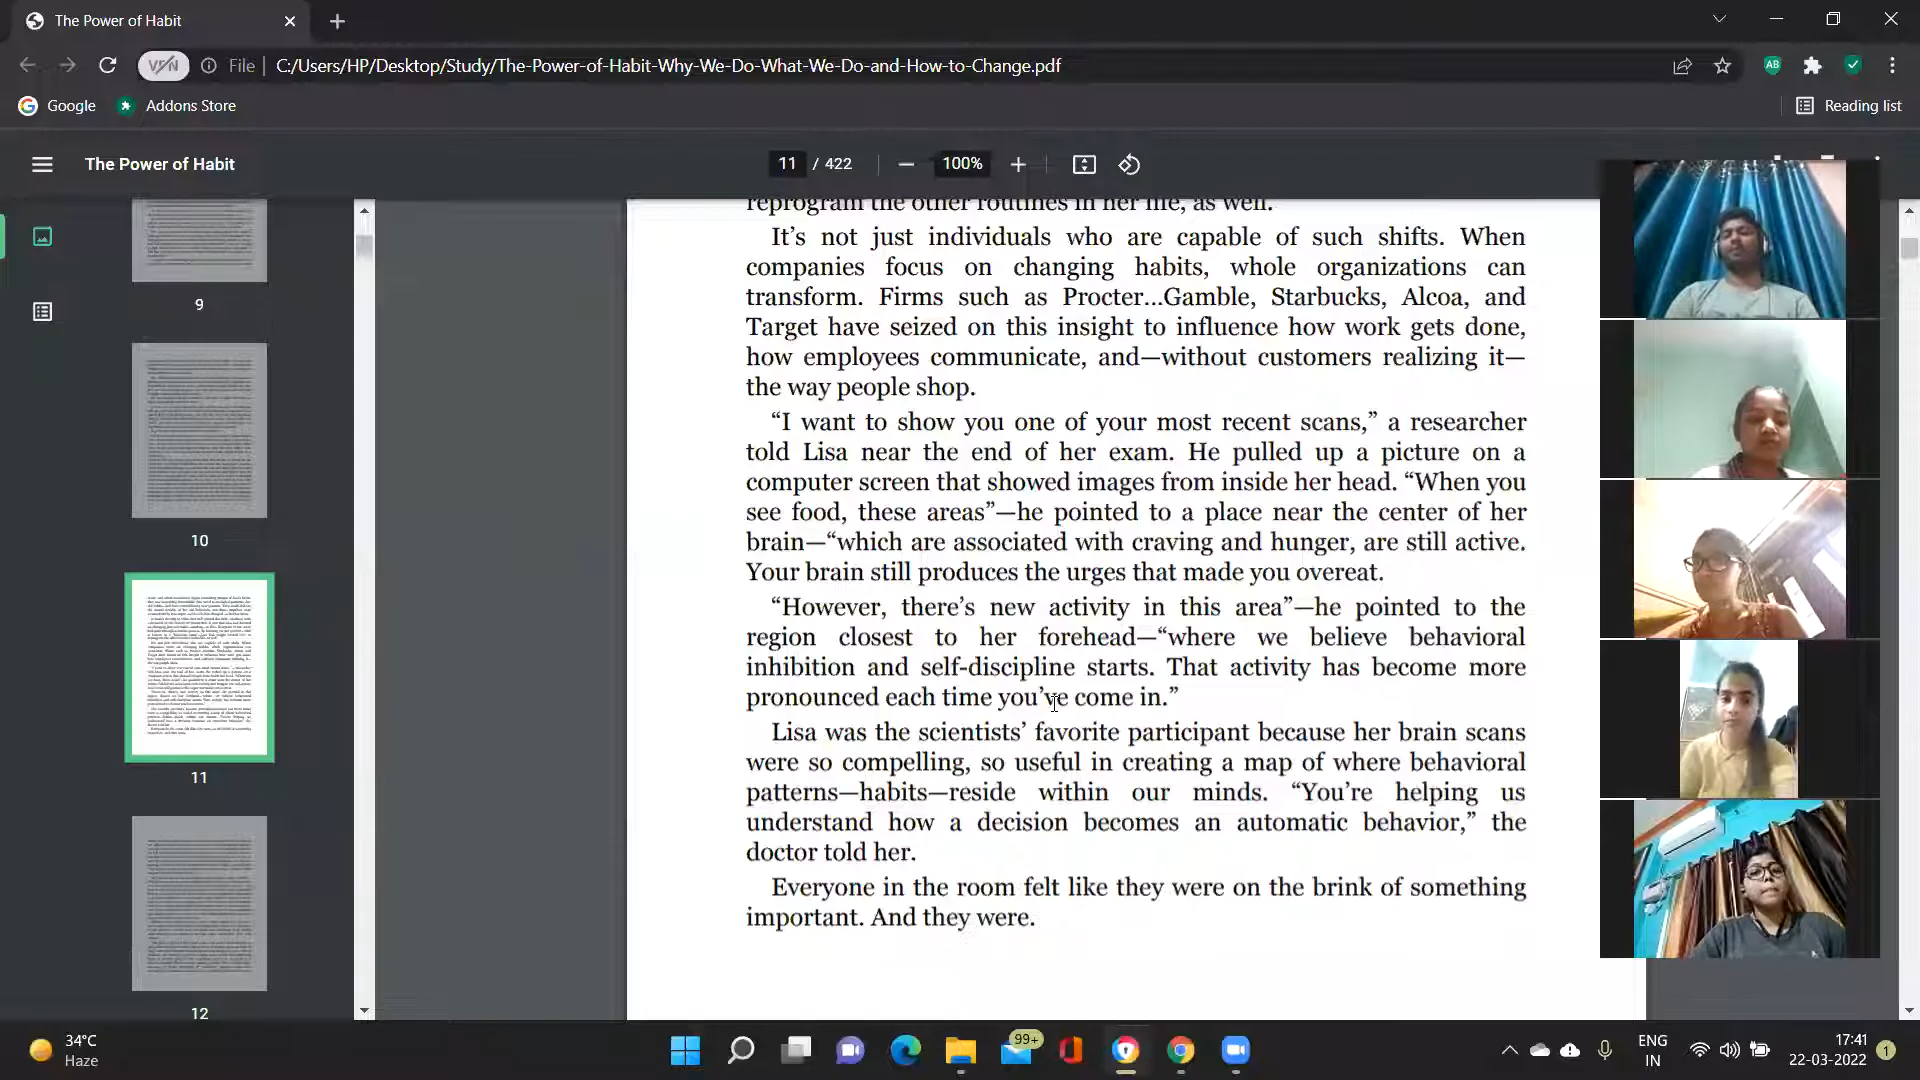 The Power of Habit
VPN
File
C:/Users/HP/Desktop/Study/The-Power-of-Habit-Why-We-Do-What-We-Do-and-How-to-Change.pdf
AB
Google
Addons Store
Reading list
The Power of Habit
11 / 422
100%
9
10
11
12
reprogram the other routines in her life, as well.
It’s not just individuals who are capable of such shifts. When
companies focus on changing habits, whole organizations can
transform. Firms such as Procter...Gamble, Starbucks, Alcoa, and
Target have seized on this insight to influence how work gets done,
how employees communicate, and—without customers realizing it—
the way people shop.
“I want to show you one of your most recent scans,” a researcher
told Lisa near the end of her exam. He pulled up a picture on a
computer screen that showed images from inside her head. “When you
see food, these areas”—he pointed to a place near the center of her
brain—“which are associated with craving and hunger, are still active.
Your brain still produces the urges that made you overeat.
“However, there’s new activity in this area”—he pointed to the
region closest to her forehead—“where we believe behavioral
inhibition and self-discipline starts. That activity has become more
pronounced each time you’ve come in.”
Lisa was the scientists’ favorite participant because her brain scans
were so compelling, so useful in creating a map of where behavioral
patterns—habits—reside within our minds. “You’re helping us
understand how a decision becomes an automatic behavior,” the
doctor told her.
Everyone in the room felt like they were on the brink of something
important. And they were.
34°C
Haze
99+
ENG
IN
17:41
22-03-2022
1